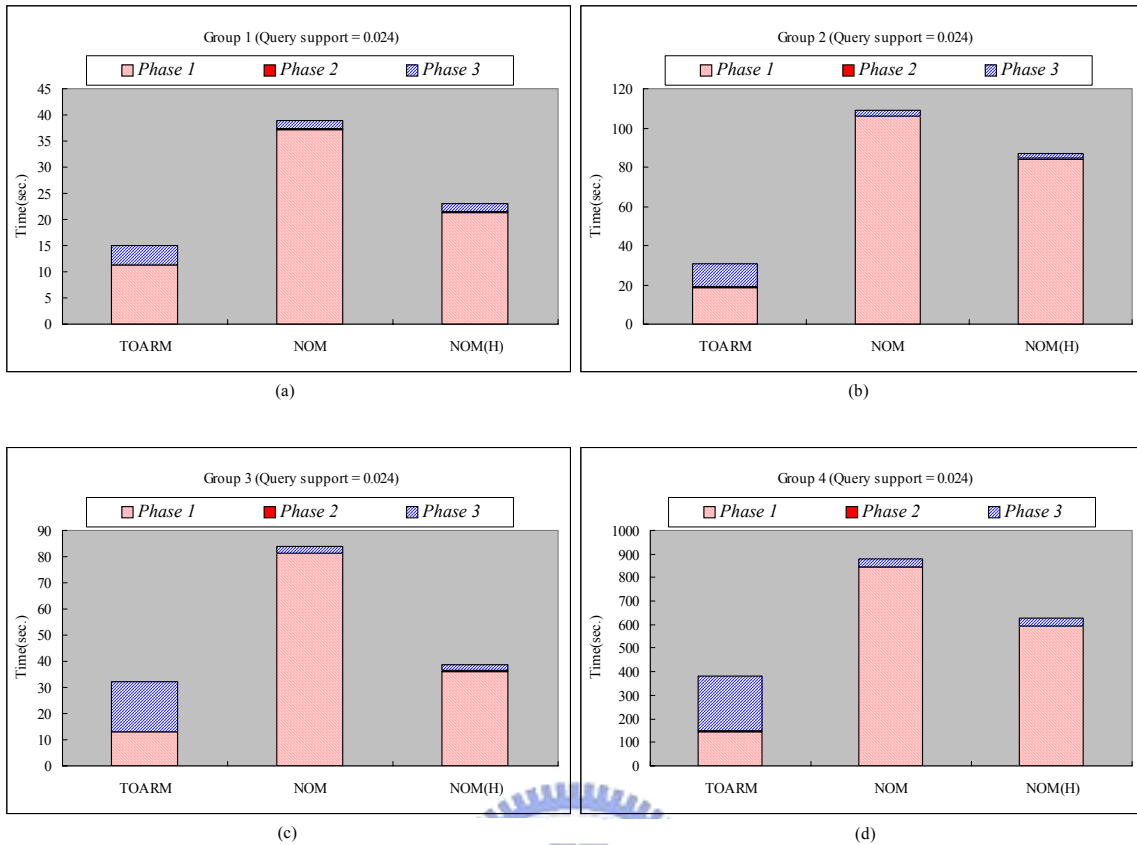 Group 1 (Query support = 0.024)
Phase 1 Phase 2 Phase 3
45
40
35
30
25
20
15
10
5
0
Time(sec.)
TOARM NOM NOM(H)
(a)
Group 2 (Query support = 0.024)
Phase 1 Phase 2 Phase 3
120
100
80
60
40
20
0
Time(sec.)
TOARM NOM NOM(H)
(b)
Group 3 (Query support = 0.024)
Phase 1 Phase 2 Phase 3
90
80
70
60
50
40
30
20
10
0
Time(sec.)
TOARM NOM NOM(H)
(c)
Group 4 (Query support = 0.024)
Phase 1 Phase 2 Phase 3
1000
900
800
700
600
500
400
300
200
100
0
Time(sec.)
TOARM NOM NOM(H)
(d)